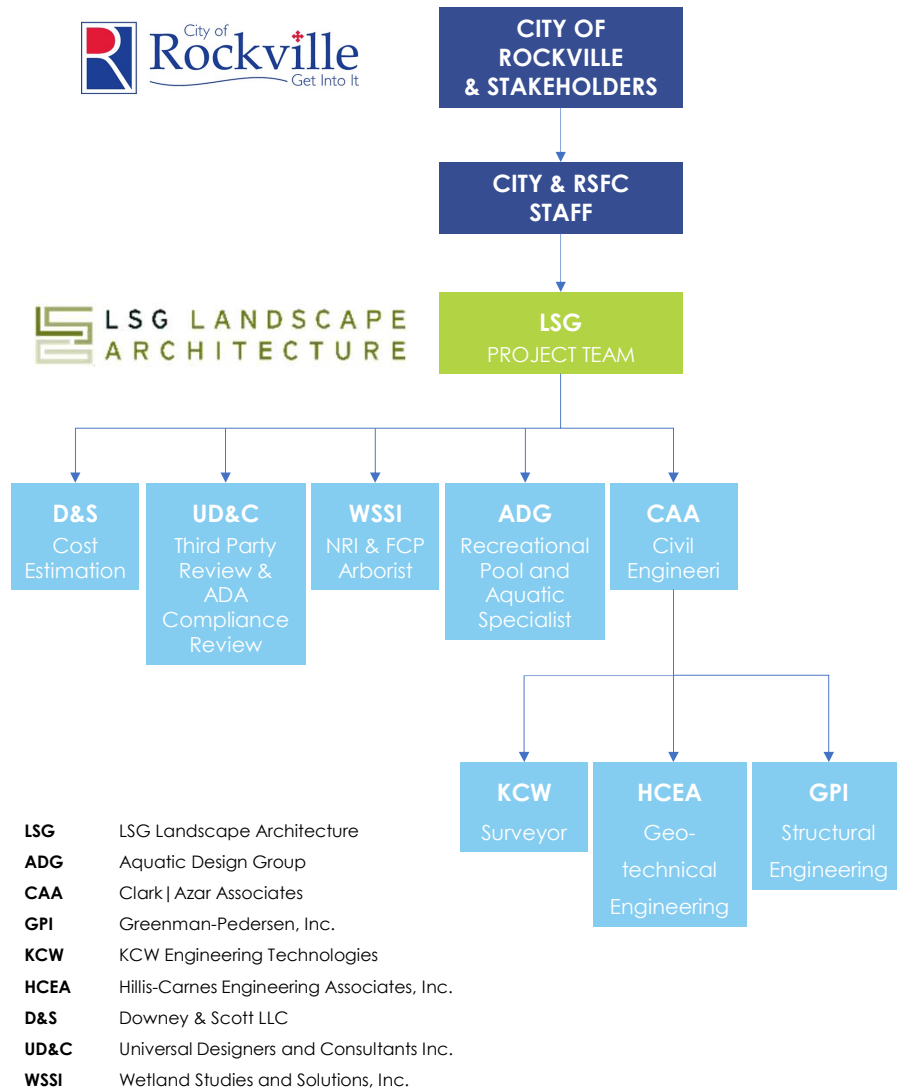 City of
Rockville
Get Into It
CITY OF
ROCKVILLE
& STAKEHOLDERS
CITY & RSFC
STAFF
LSG LANDSCAPE
ARCHITECTURE
LSG
PROJECT TEAM
D&S
Cost
Estimation
UD&C
Third Party
Review &
ADA
Compliance
Review
WSSI
NRI & FCP
Arborist
ADG
Recreational
Pool and
Aquatic
Specialist
CAA
Civil
Engineeri
KCW
Surveyor
HCEA
Geo-
technical
Engineering
GPI
Structural
Engineering
LSG LSG Landscape Architecture
ADG Aquatic Design Group
CAA Clark|Azar Associates
GPI Greenman-Pedersen, Inc.
KCW KCW Engineering Technologies
HCEA Hillis-Carnes Engineering Associates, Inc.
D&S Downey & Scott LLC
UD&C Universal Designers and Consultants Inc.
WSSI Wetland Studies and Solutions, Inc.